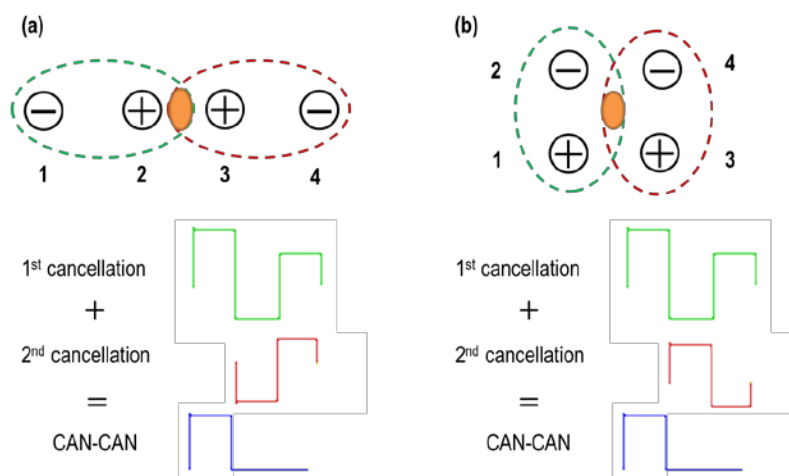 (a)
− + + −
1 2 3 4
1st cancellation
+
2nd cancellation
=
CAN-CAN
(b)
2 − − 4
1 + + 3
1st cancellation
+
2nd cancellation
=
CAN-CAN